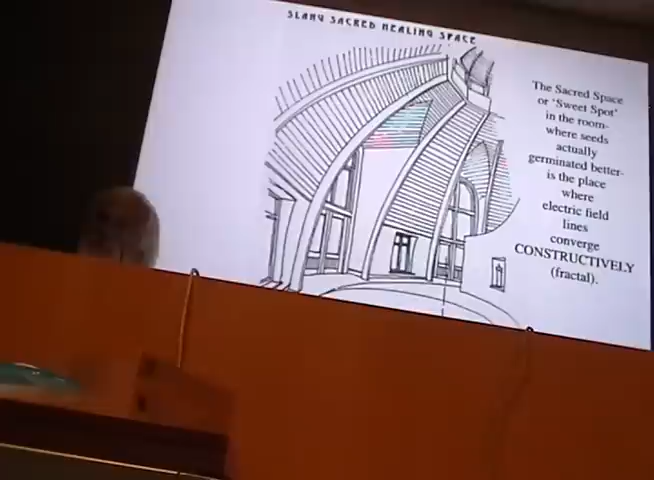 SLANG SACRED HEALING SPACE
The Sacred Space
or 'Sweet Spot'
in the room-
where seeds
actually
germinated better-
is the place
where
electric field
lines
converge
CONSTRUCTIVELY
(fractal).